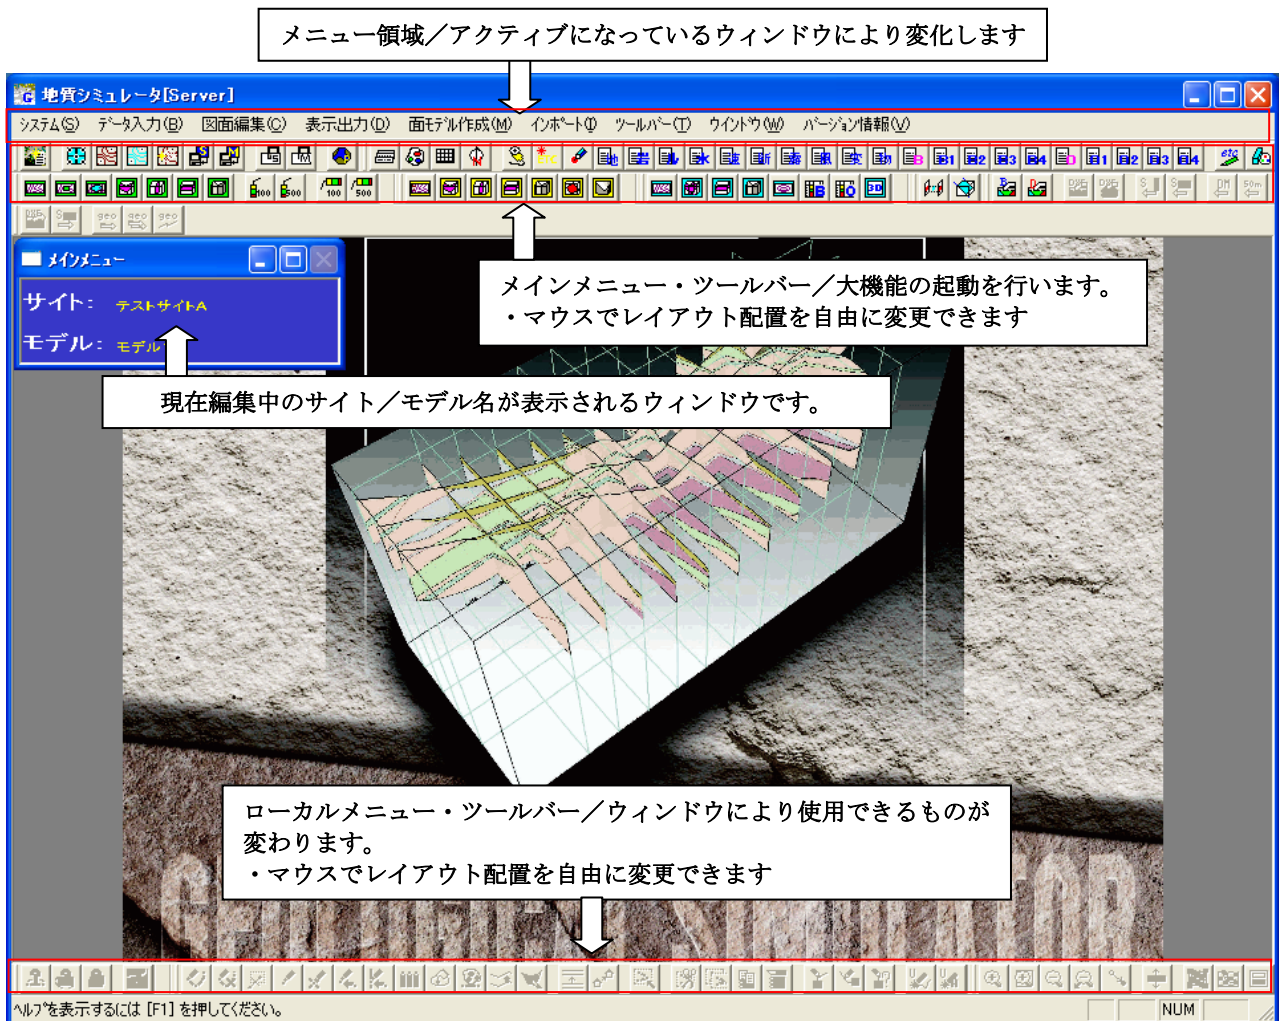 メニュー領域／アクティブになっているウィンドウにより変化します
地質シミュレータ[Server]
システム(S) データ入力(B) 図面編集(C) 表示出力(D) 面モデル作成(M) インポート(I) ツールバー(T) ウインドウ(W) バージョン情報(V)
メインメニュー
サイト: テストサイトA
モデル: モデル
メインメニュー・ツールバー／大機能の起動を行います。
・マウスでレイアウト配置を自由に変更できます
現在編集中のサイト／モデル名が表示されるウィンドウです。
ローカルメニュー・ツールバー／ウィンドウにより使用できるものが
変わります。
・マウスでレイアウト配置を自由に変更できます
GEOLOGICAL SIMULATOR
ヘルプを表示するには [F1] を押してください。
NUM